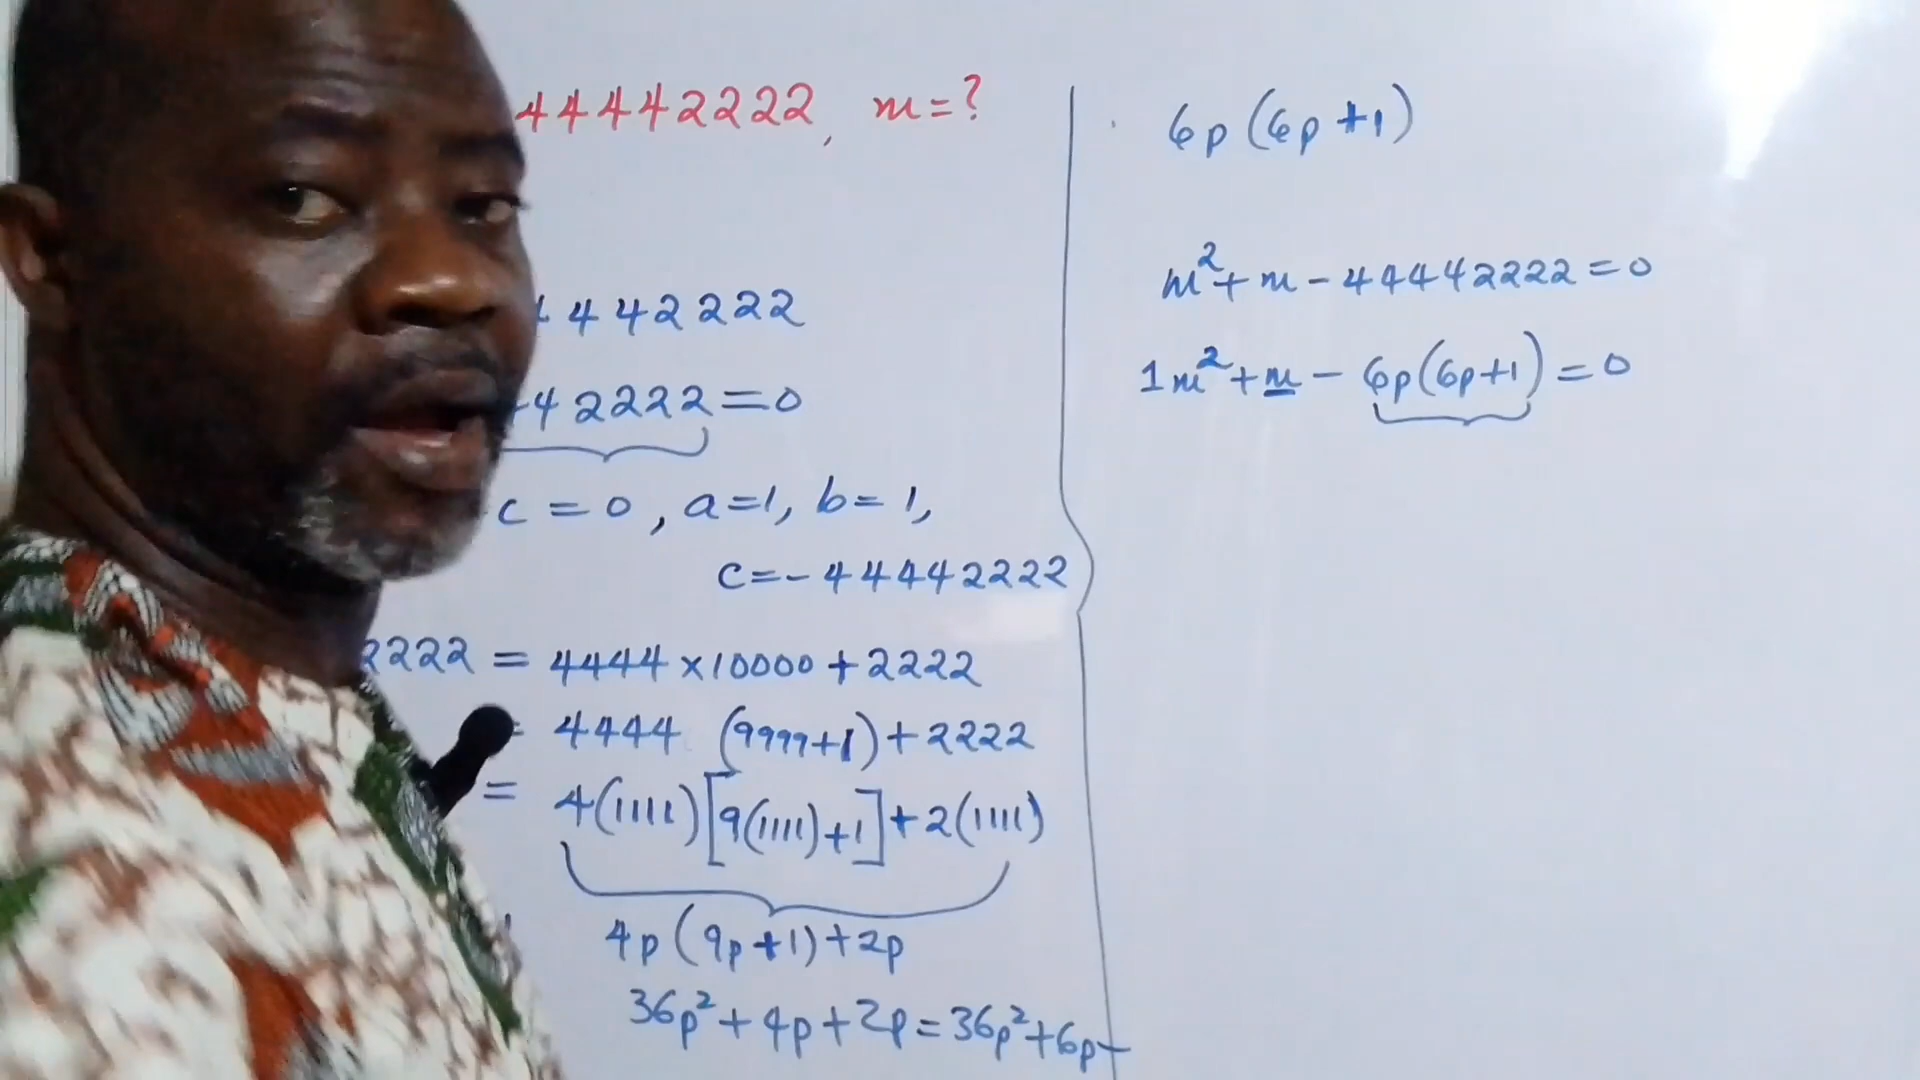 44442222, m=?
442222
42222=0
c=0, a=1, b=1,
c=-44442222
2222 = 4444×10000+2222
= 4444 (9999+1)+2222
= 4(1111)[9(1111)+1]+2(1111)
4p(9p+1)+2p
36p²+4p+2p=36p²+6p
6p(6p+1)
m²+m-44442222=0
1m²+m-6p(6p+1)=0